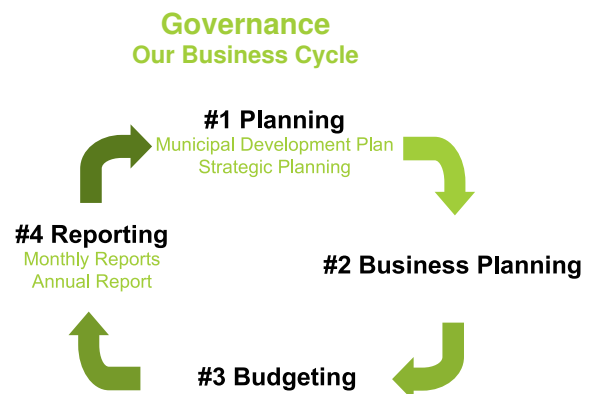 Governance
Our Business Cycle
#1 Planning
Municipal Development Plan
Strategic Planning
#2 Business Planning
#3 Budgeting
#4 Reporting
Monthly Reports
Annual Report